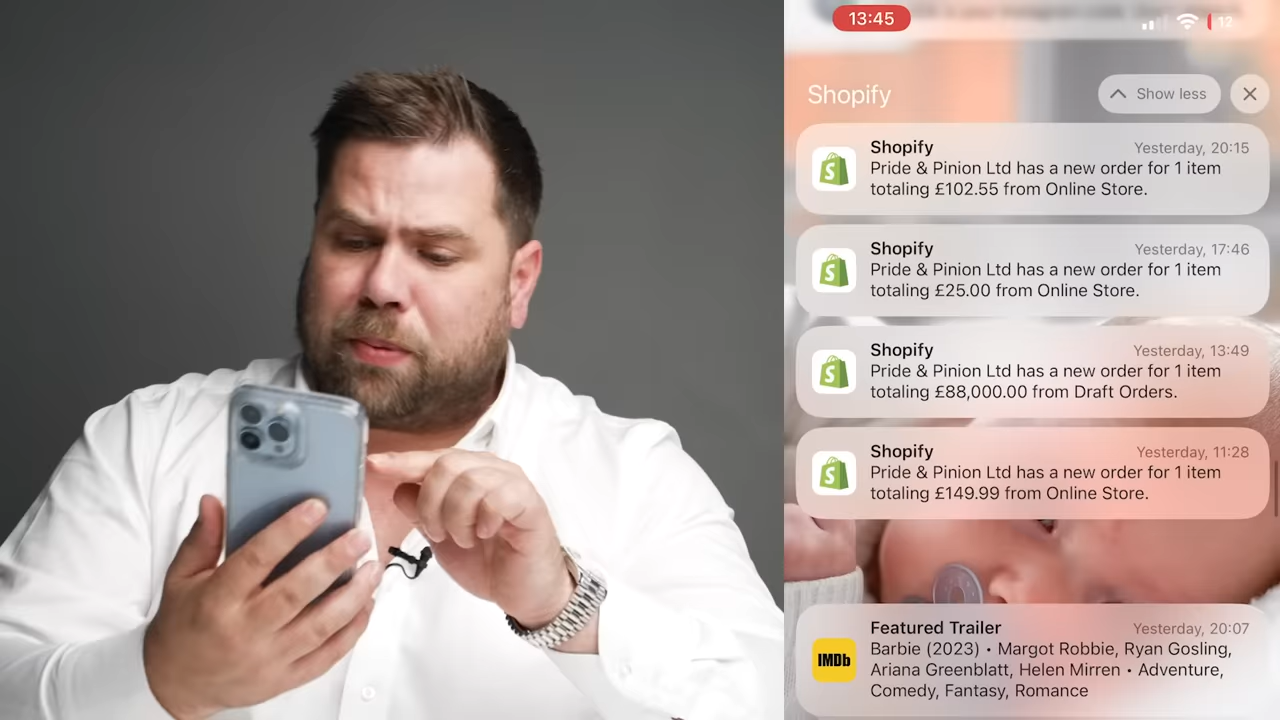 13:45
12
Shopify
Show less
Shopify
Yesterday, 20:15
Pride & Pinion Ltd has a new order for 1 item
totaling £102.55 from Online Store.
Shopify
Yesterday, 17:46
Pride & Pinion Ltd has a new order for 1 item
totaling £25.00 from Online Store.
Shopify
Yesterday, 13:49
Pride & Pinion Ltd has a new order for 1 item
totaling £88,000.00 from Draft Orders.
Shopify
Yesterday, 11:28
Pride & Pinion Ltd has a new order for 1 item
totaling £149.99 from Online Store.
IMDb
Featured Trailer
Yesterday, 20:07
Barbie (2023) • Margot Robbie, Ryan Gosling,
Ariana Greenblatt, Helen Mirren • Adventure,
Comedy, Fantasy, Romance